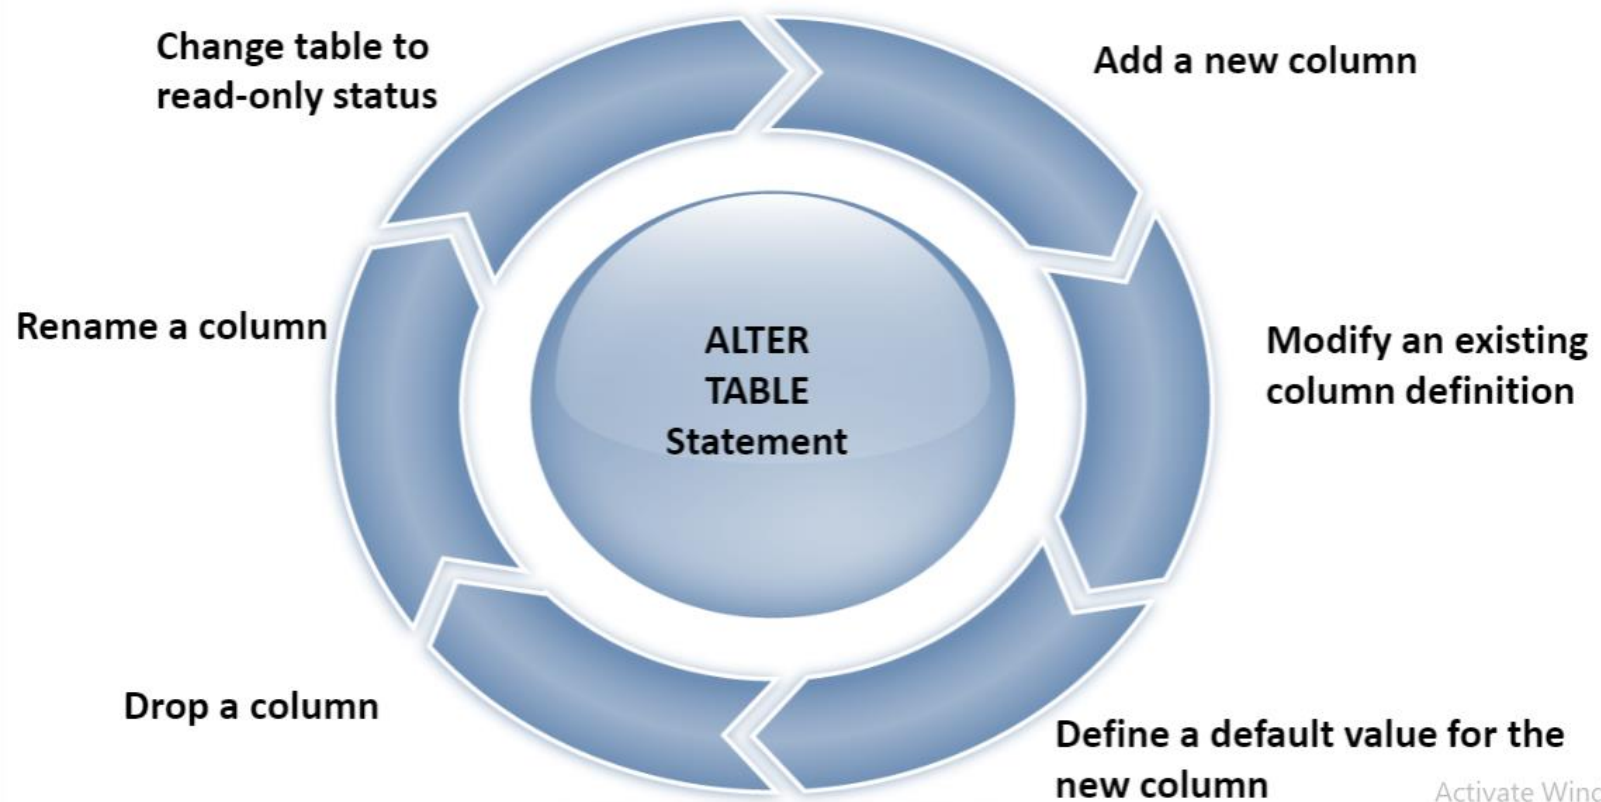 Change table to
read-only status
Add a new column
Rename a column
ALTER
TABLE
Statement
Modify an existing
column definition
Drop a column
Define a default value for the
new column
Activate Wind